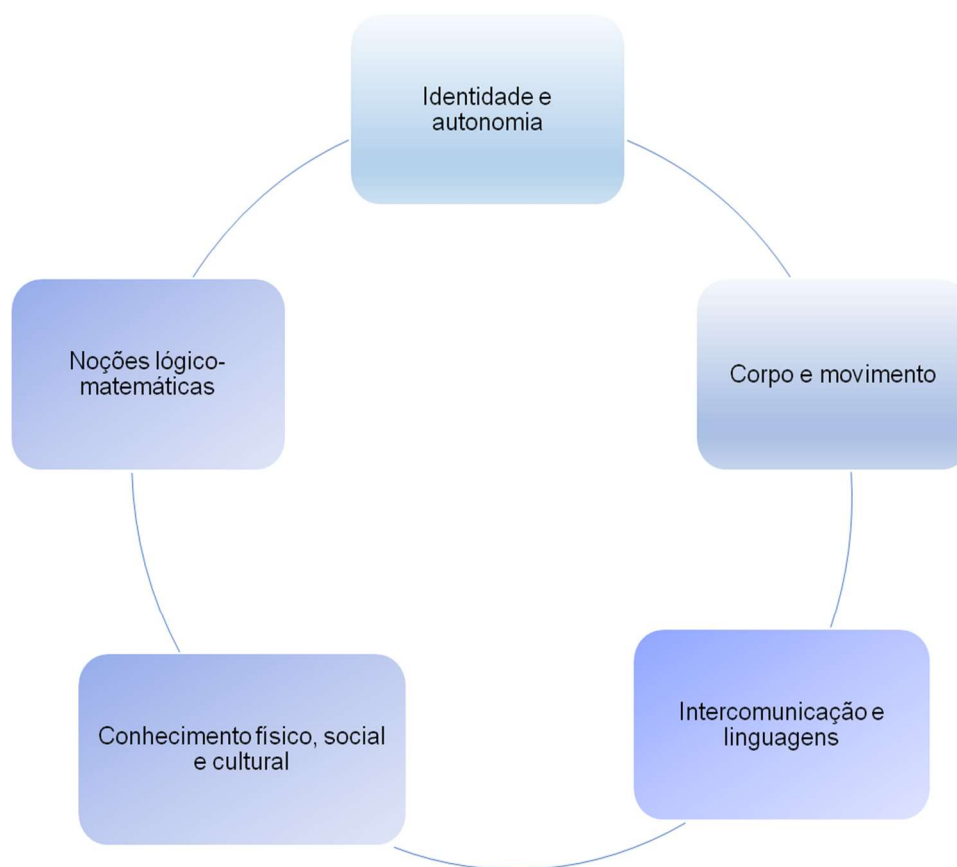 Identidade e
autonomia
Corpo e movimento
Intercomunicação e
linguagens
Conhecimento físico, social
e cultural
Noções lógico-
matemáticas